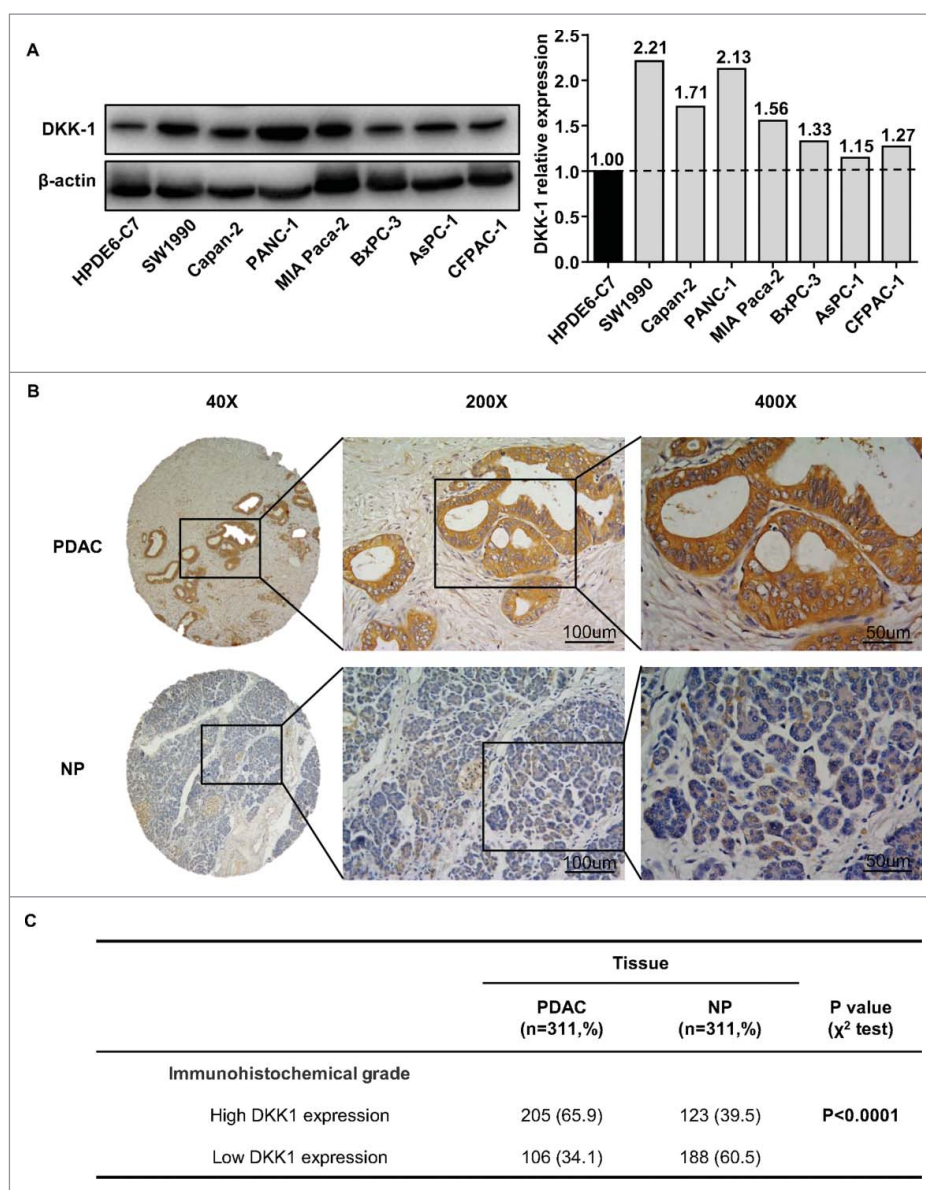 A
DKK-1
β-actin
HPDE6-C7
SW1990
Capan-2
PANC-1
MIA Paca-2
BxPC-3
AsPC-1
CFPAC-1
DKK-1 relative expression
2.5
2.0
1.5
1.0
0.5
0.0
1.00
2.21
1.71
2.13
1.56
1.33
1.15
1.27
HPDE6-C7
SW1990
Capan-2
PANC-1
MIA Paca-2
BxPC-3
AsPC-1
CFPAC-1
B
40X 200X 400X
PDAC
100um
50um
NP
100um
50um
C
Tissue
PDAC NP P value
(n=311,%) (n=311,%) (χ² test)
Immunohistochemical grade
High DKK1 expression 205 (65.9) 123 (39.5) P<0.0001
Low DKK1 expression 106 (34.1) 188 (60.5)